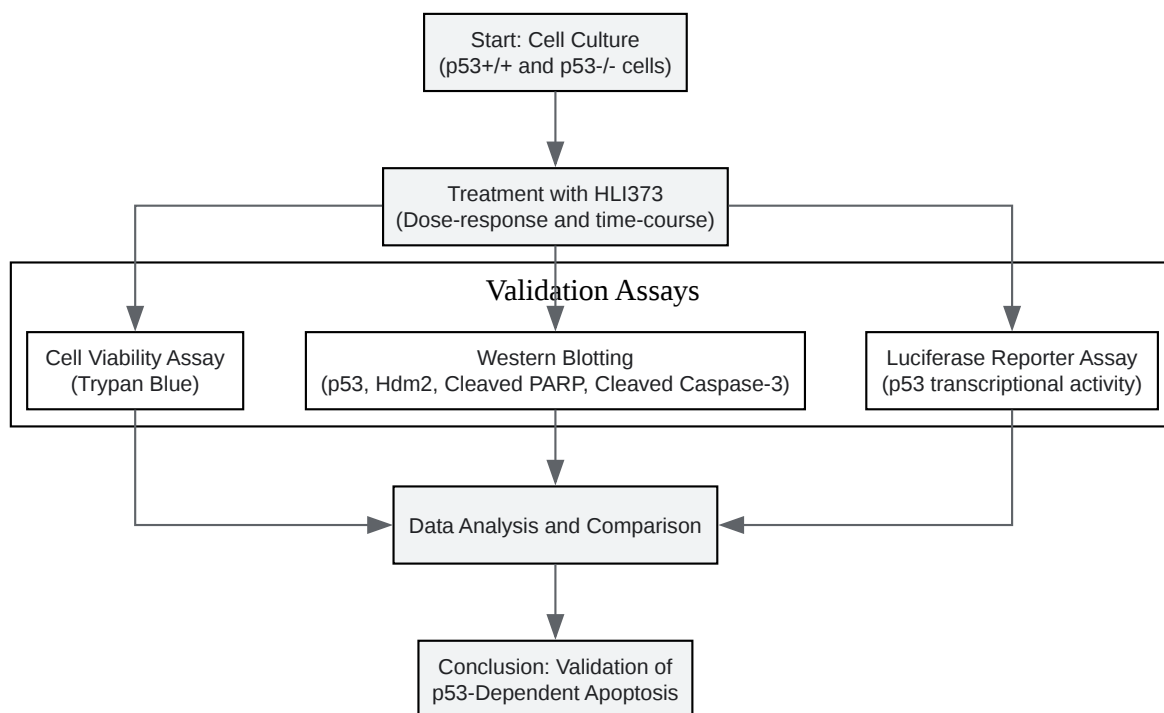 Start: Cell Culture
(p53+/+ and p53-/- cells)
Treatment with HLI373
(Dose-response and time-course)
Validation Assays
Cell Viability Assay
(Trypan Blue)
Western Blotting
(p53, Hdm2, Cleaved PARP, Cleaved Caspase-3)
Luciferase Reporter Assay
(p53 transcriptional activity)
Data Analysis and Comparison
Conclusion: Validation of
p53-Dependent Apoptosis